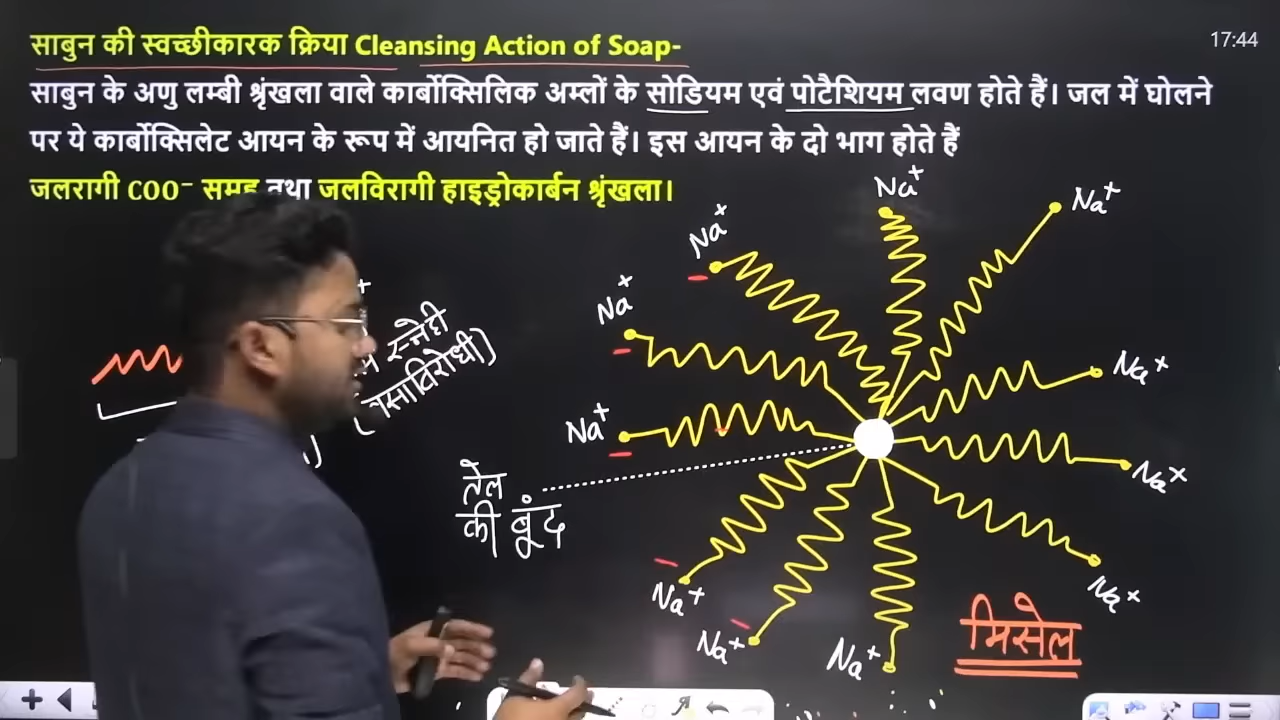 साबुन की स्वच्छीकारक क्रिया Cleansing Action of Soap-
17:44
साबुन के अणु लम्बी श्रृंखला वाले कार्बोक्सिलिक अम्लों के सोडियम एवं पोटैशियम लवण होते हैं। जल में घोलने
पर ये कार्बोक्सिलेट आयन के रूप में आयनित हो जाते हैं। इस आयन के दो भाग होते हैं
जलरागी COO⁻ समूह तथा जलविरागी हाइड्रोकार्बन श्रृंखला।
Na⁺
Na⁺
Na⁺
Na⁺
स्नेही
Na⁺
Na⁺
Na⁺
तेल
की बूंद
Na⁺
Na⁺
Na⁺
Na⁺
मिसेल